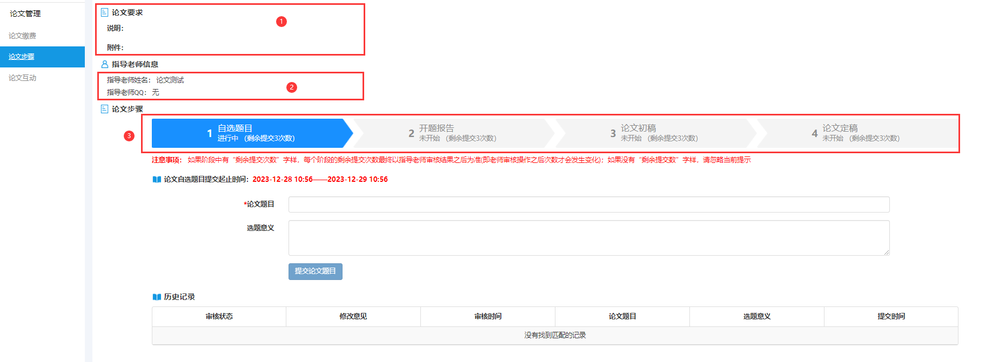 论文管理
论文缴费
论文步骤
论文互动
论文要求
1
说明：
附件：
指导老师信息
指导老师姓名： 论文测试
2
指导老师QQ： 无
论文步骤
3
1 自选题目
进行中 （剩余提交3次数）
2 开题报告
未开始 （剩余提交3次数）
3 论文初稿
未开始 （剩余提交3次数）
4 论文定稿
未开始 （剩余提交3次数）
注意事项： 如果阶段中有“剩余提交次数”字样，每个阶段的剩余提交次数最终以指导老师审核结果之后为准(即老师审核操作之后次数才会发生变化)；如果没有“剩余提交数”字样，请忽略当前提示
论文自选题目提交起止时间：2023-12-28 10:56——2023-12-29 10:56
*论文题目
选题意义
提交论文题目
历史记录
审核状态 修改意见 审核时间 论文题目 选题意义 提交时间
没有找到匹配的记录